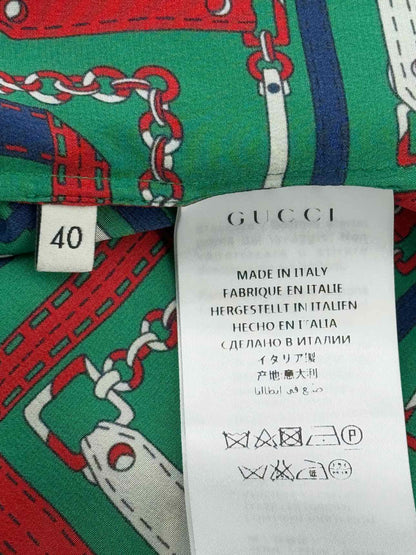 40
GUCCI
MADE IN ITALY
FABRIQUE EN ITALIE
HERGESTELLT IN ITALIEN
HECHO EN ITALIA
СДЕЛАНО В ИТАЛИИ
イタリア製
产地:意大利
صنع في ايطاليا
P